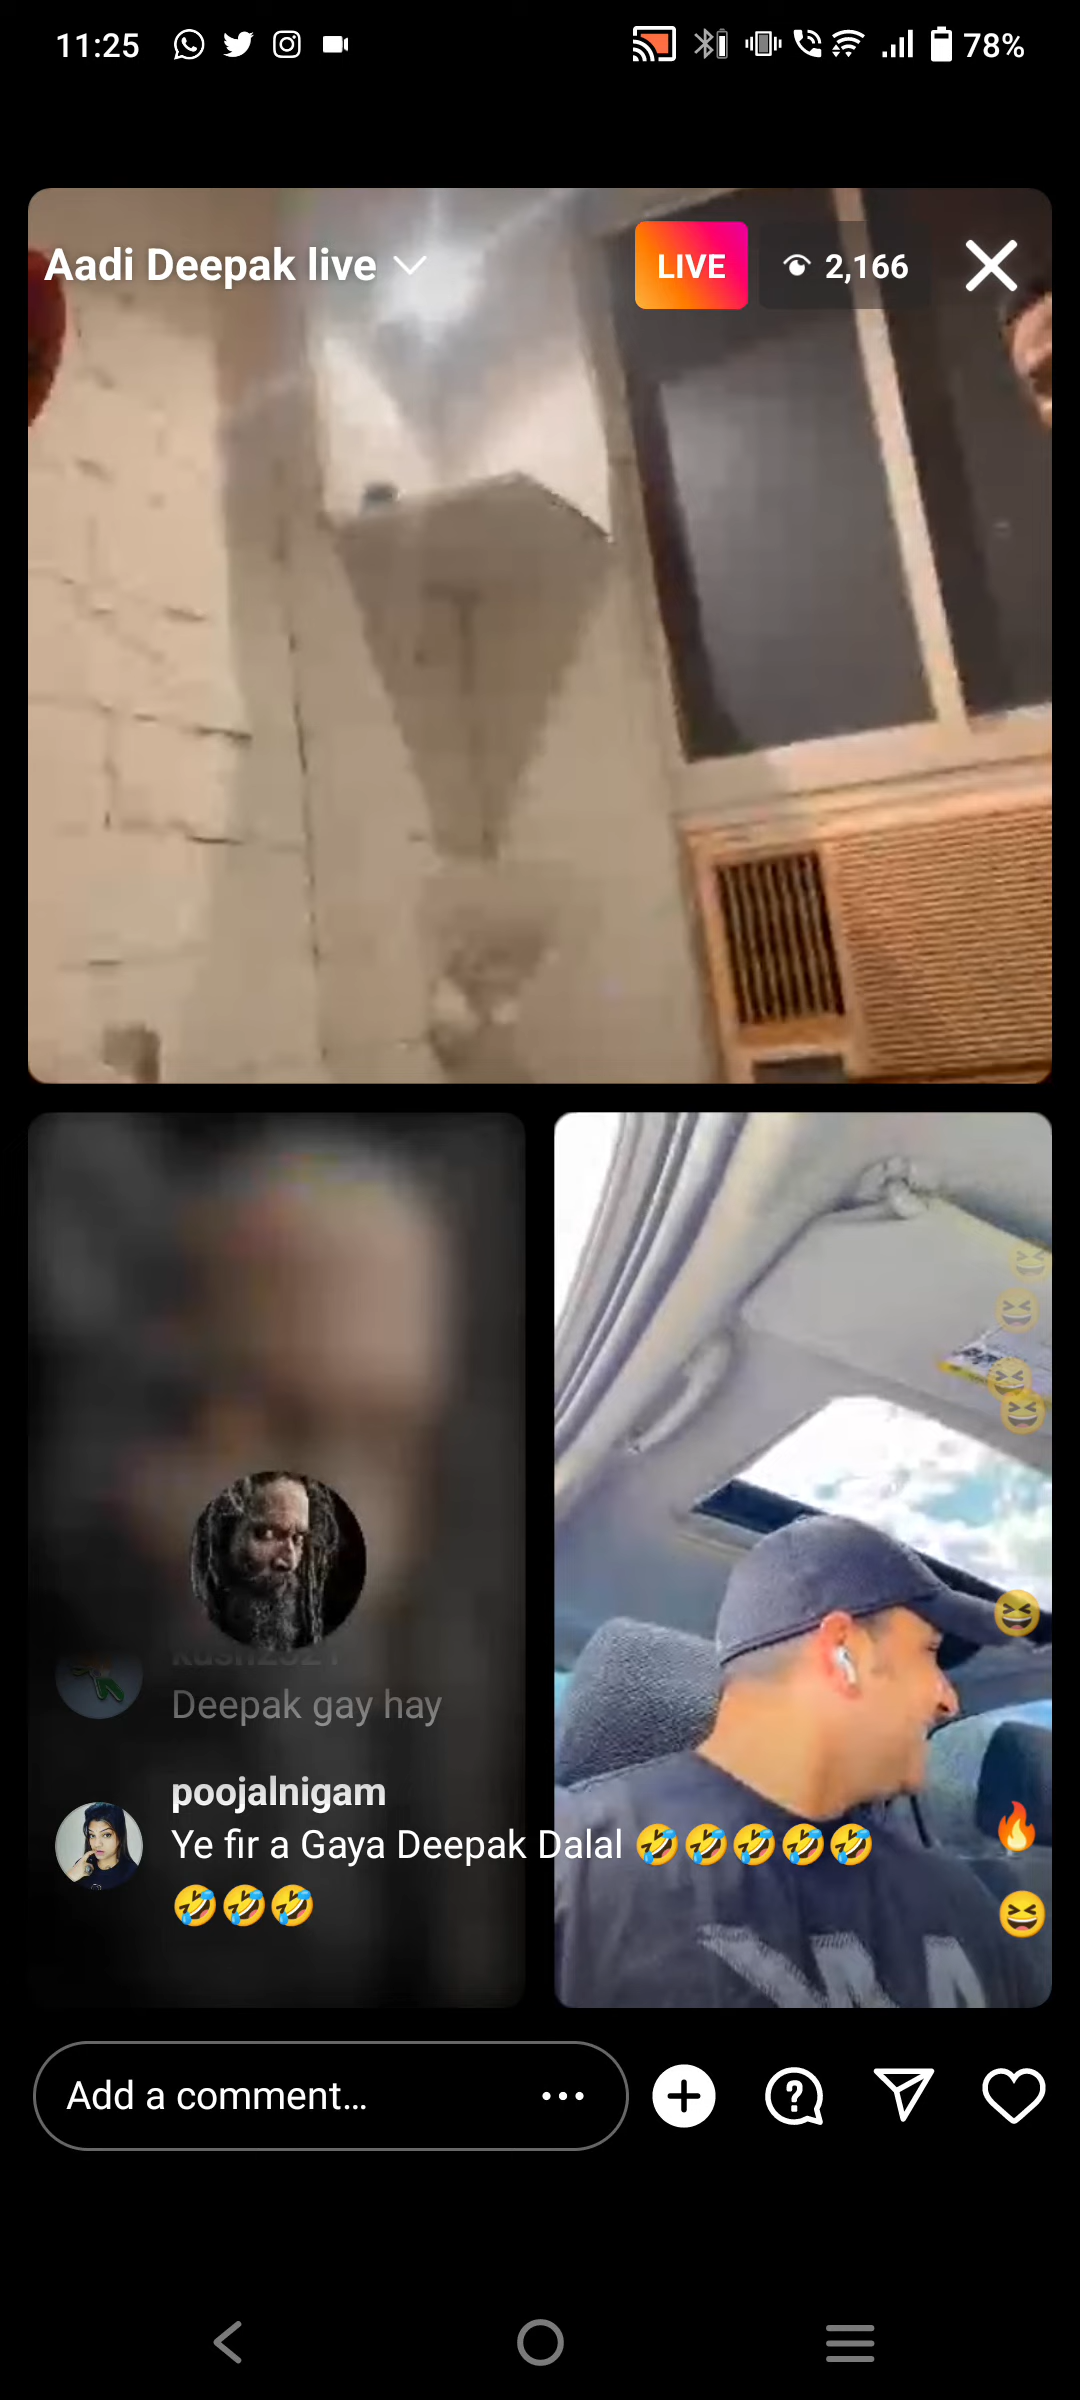 11:25
78%
Aadi Deepak live
LIVE
2,166
kush2321
Deepak gay hay
poojalnigam
Ye fir a Gaya Deepak Dalal 🤣🤣🤣🤣🤣
🤣🤣🤣
Add a comment...